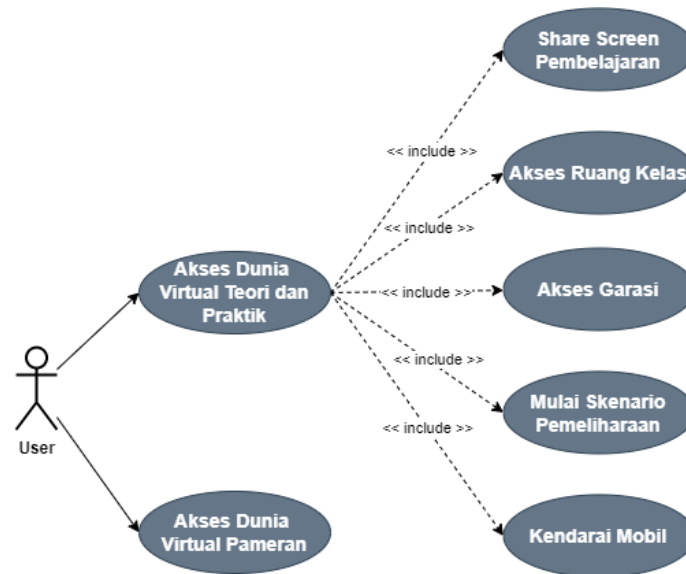 Share Screen
Pembelajaran
<< include >>
Akses Ruang Kelas
<< include >>
Akses Dunia
Virtual Teori dan
Praktik
<< include >>
Akses Garasi
<< include >>
Mulai Skenario
Pemeliharaan
<< include >>
User
Akses Dunia
Virtual Pameran
Kendarai Mobil